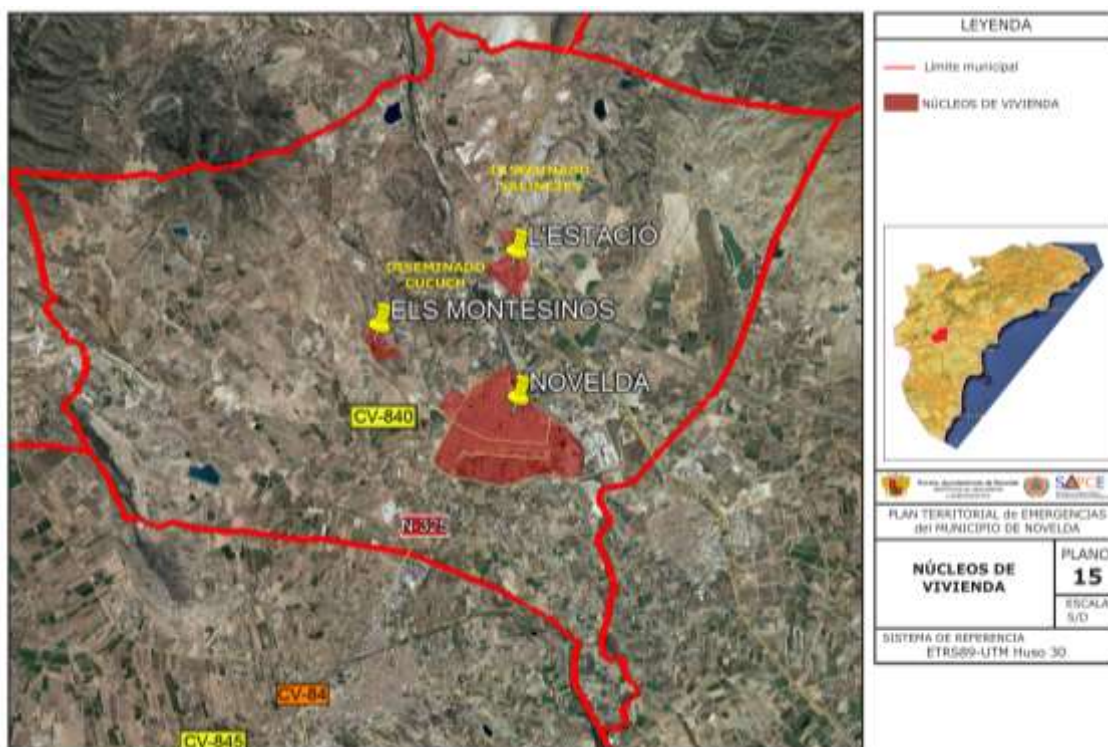 DISEMINADO
L'ESTACIÓ
DISEMINADO
CUCUCH
ELS MONTESINOS
NOVELDA
CV-840
CV-84
CV-845
LEYENDA
Límite municipal
NÚCLEOS DE VIVIENDA
PLAN TERRITORIAL de EMERGENCIAS
del MUNICIPIO DE NOVELDA
NÚCLEOS DE
VIVIENDA
PLANO
15
ESCALA
S/D
SISTEMA DE REFERENCIA
ETRS89-UTM Huso 30